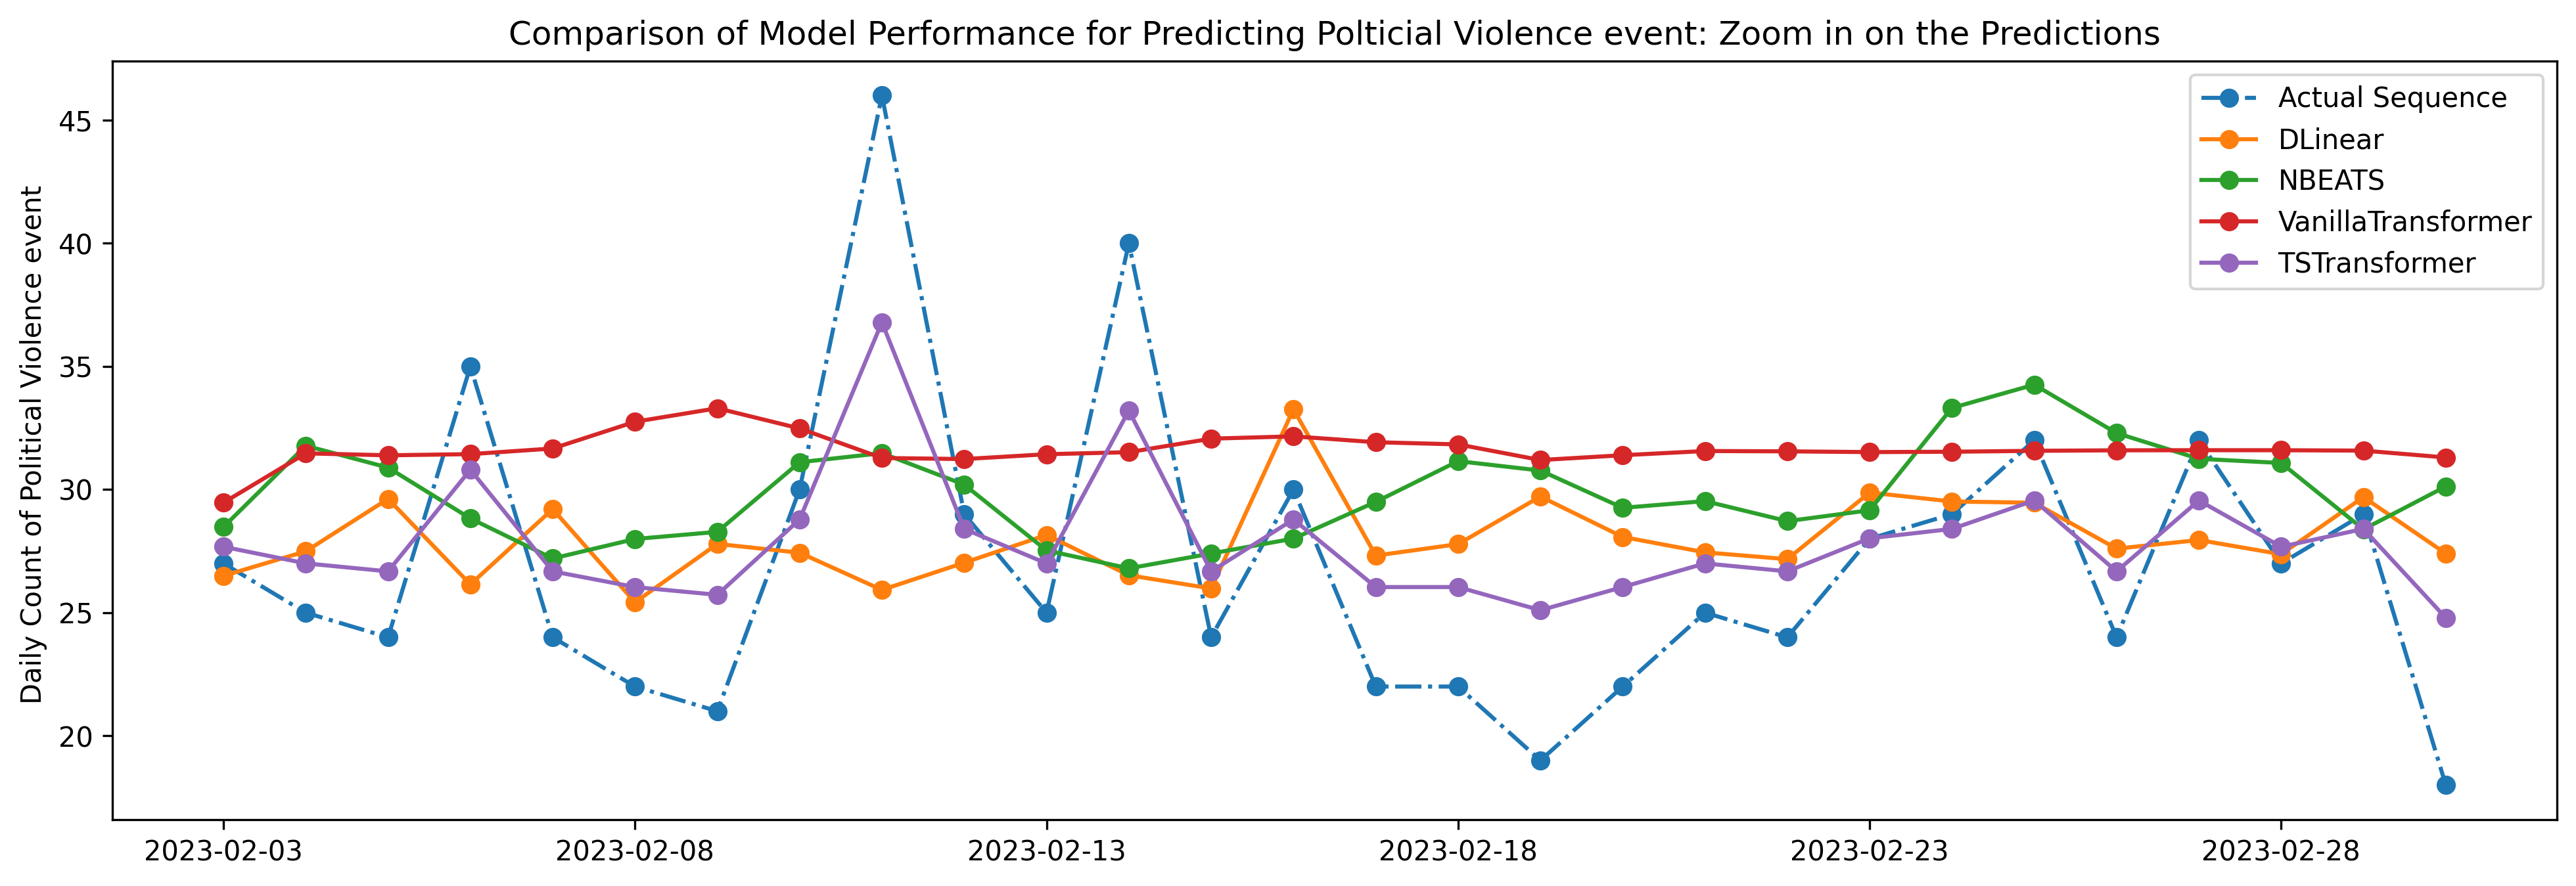 Comparison of Model Performance for Predicting Polticial Violence event: Zoom in on the Predictions
Daily Count of Political Violence event
45
40
35
30
25
20
2023-02-03
2023-02-08
2023-02-13
2023-02-18
2023-02-23
2023-02-28
Actual Sequence
DLinear
NBEATS
VanillaTransformer
TSTransformer